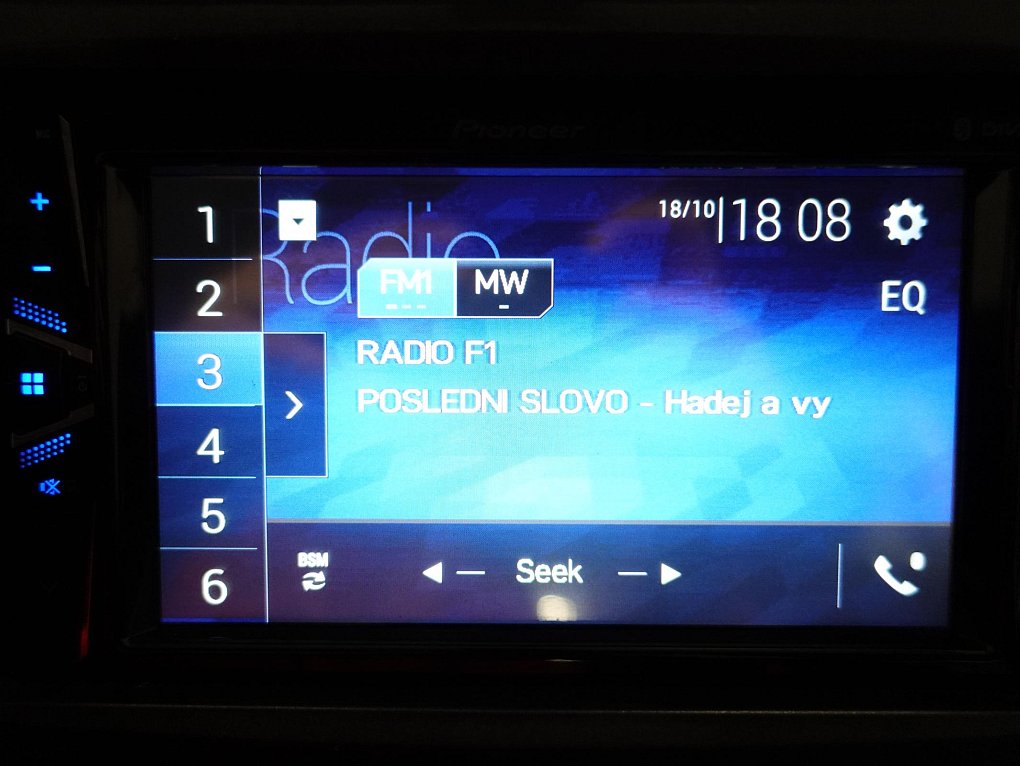 Pioneer
1
2
3
4
5
6
Radio
18/10 18 08
FM1 MW
EQ
RADIO F1
POSLEDNI SLOVO - Hadej a vy
BSM
Seek